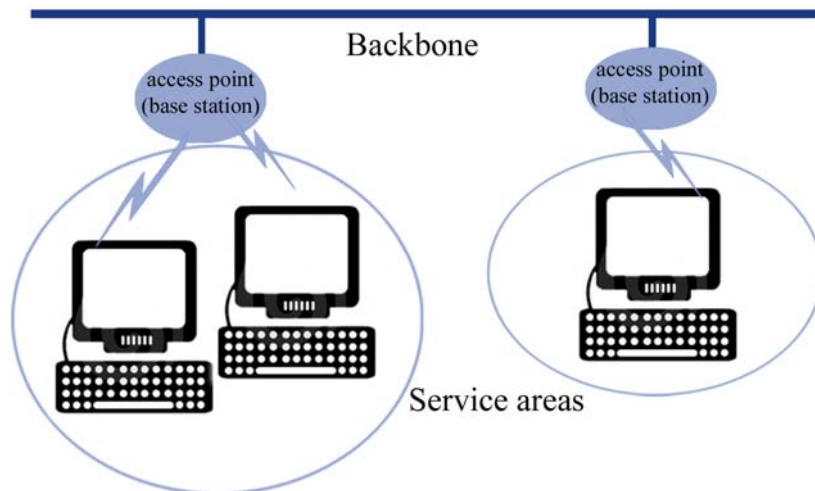 Backbone
access point
(base station)
access point
(base station)
Service areas